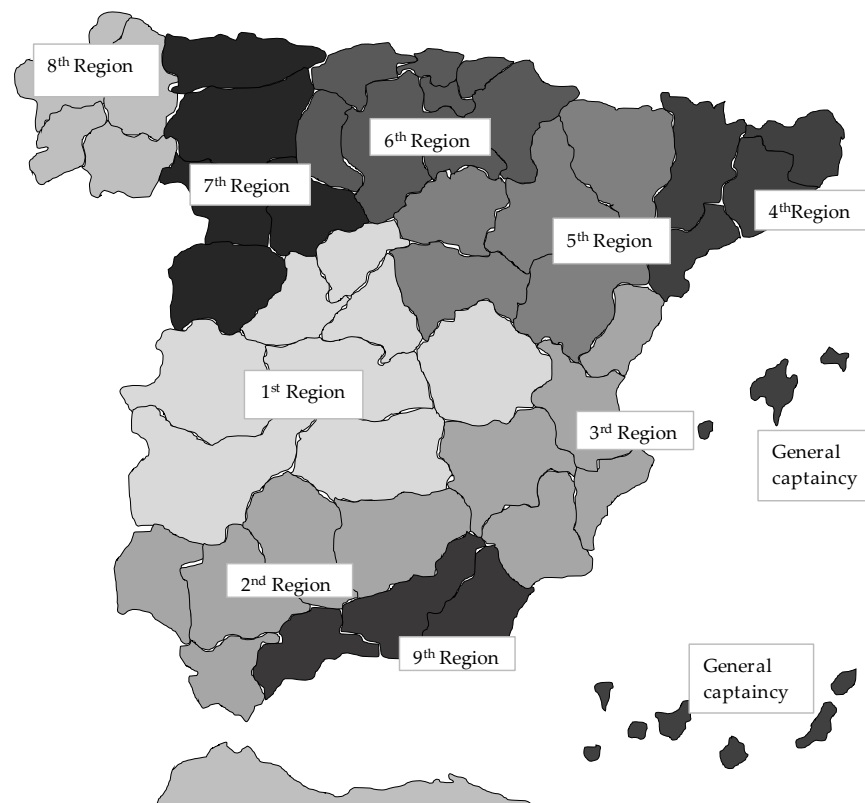 8th Region
6th Region
7th Region
4thRegion
5th Region
1st Region
3rd Region
General
captaincy
2nd Region
9th Region
General
captaincy